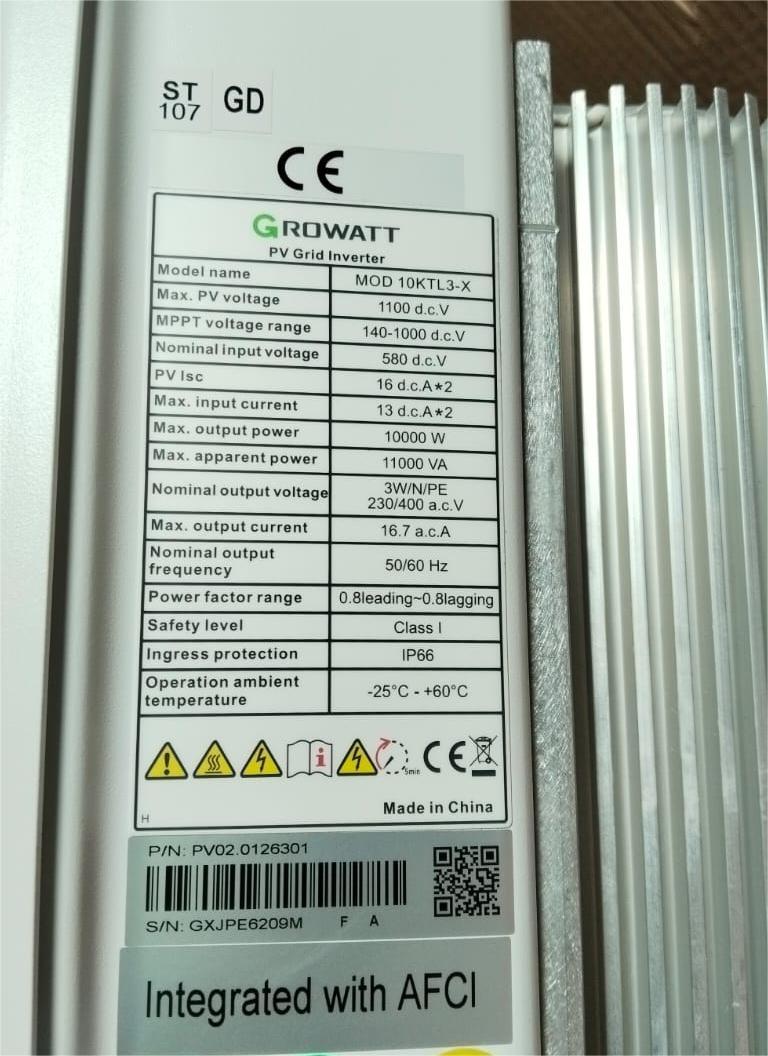 ST
107
GD
CE
GROWATT
PV Grid Inverter
Model name MOD 10KTL3-X
Max. PV voltage 1100 d.c.V
MPPT voltage range 140-1000 d.c.V
Nominal input voltage 580 d.c.V
PV Isc 16 d.c.A*2
Max. input current 13 d.c.A*2
Max. output power 10000 W
Max. apparent power 11000 VA
Nominal output voltage 3W/N/PE
230/400 a.c.V
Max. output current 16.7 a.c.A
Nominal output
frequency 50/60 Hz
Power factor range 0.8leading~0.8lagging
Safety level Class I
Ingress protection IP66
Operation ambient
temperature -25°C - +60°C
5min CE
Made in China
H
P/N: PV02.0126301
S/N: GXJPE6209M F A
Integrated with AFCI